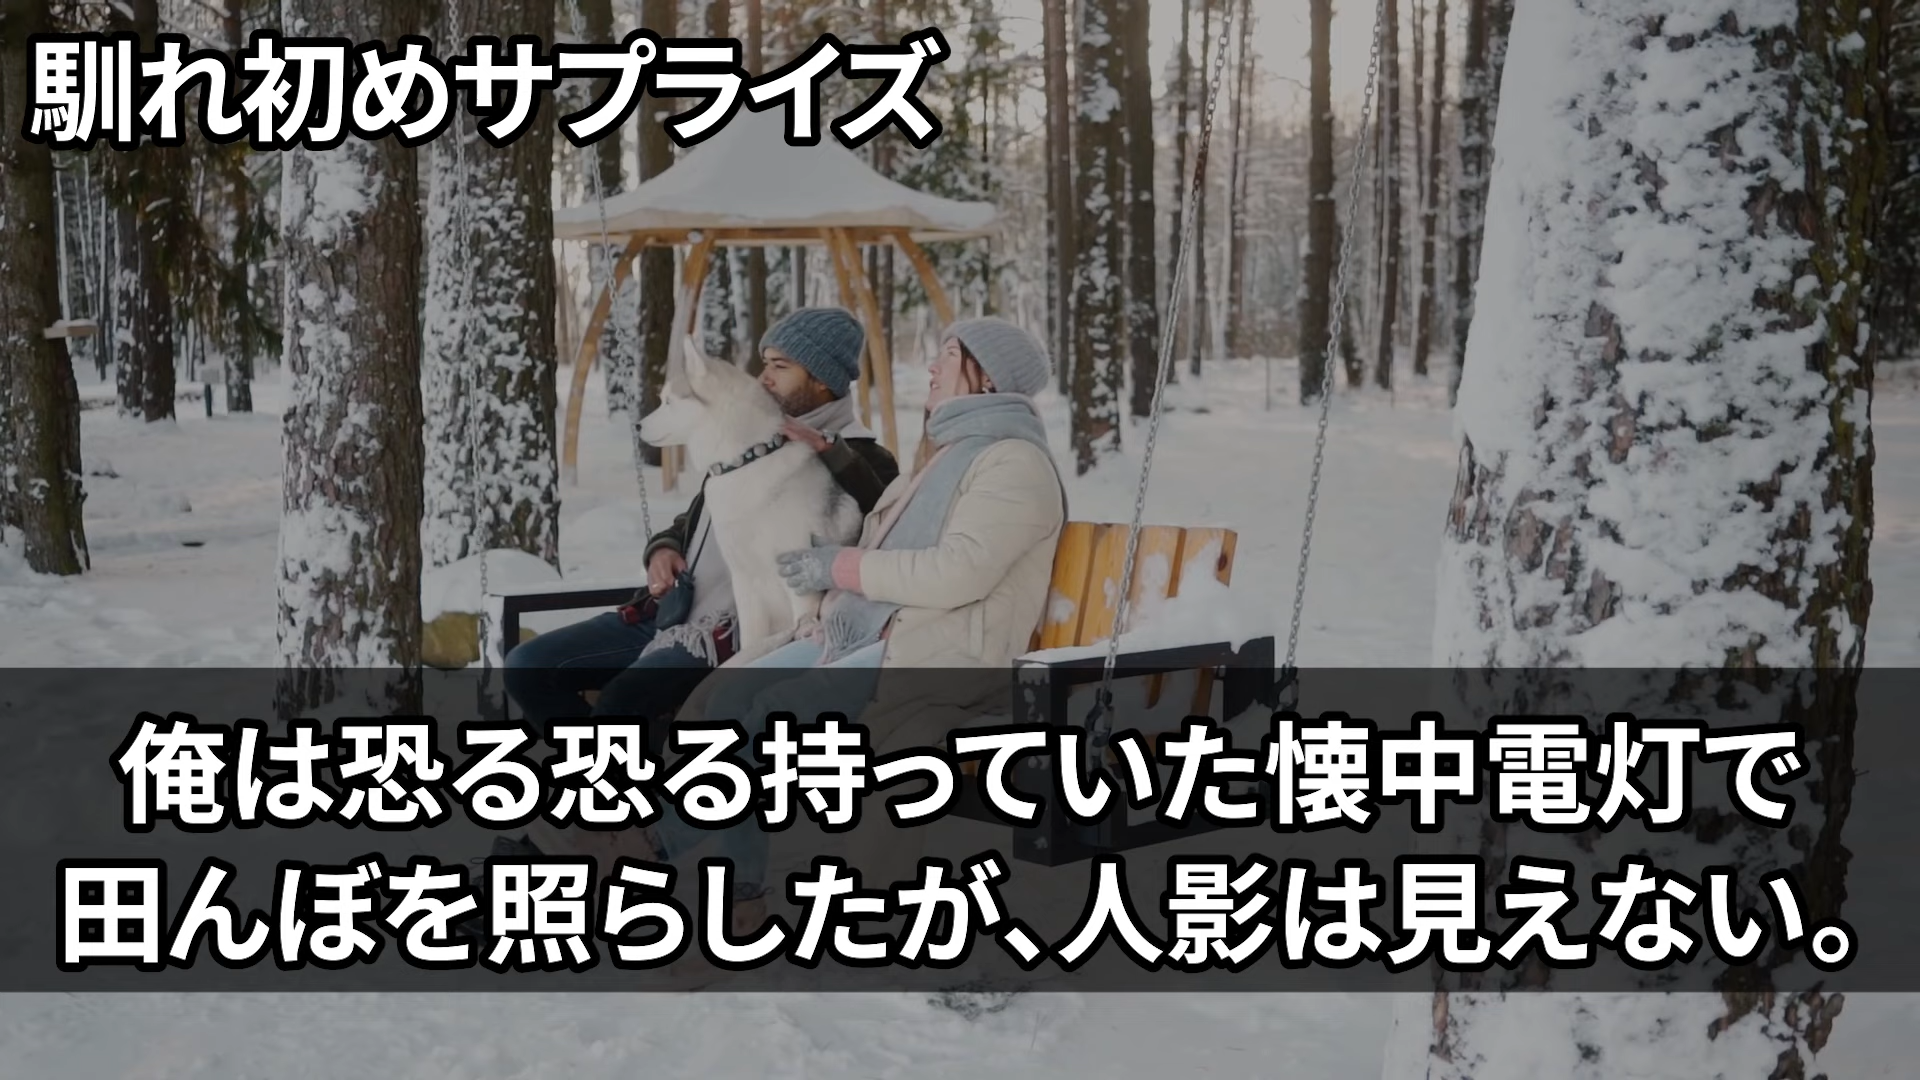 馴れ初めサプライズ
俺は恐る恐る持っていた懐中電灯で
田んぼを照らしたが、人影は見えない。